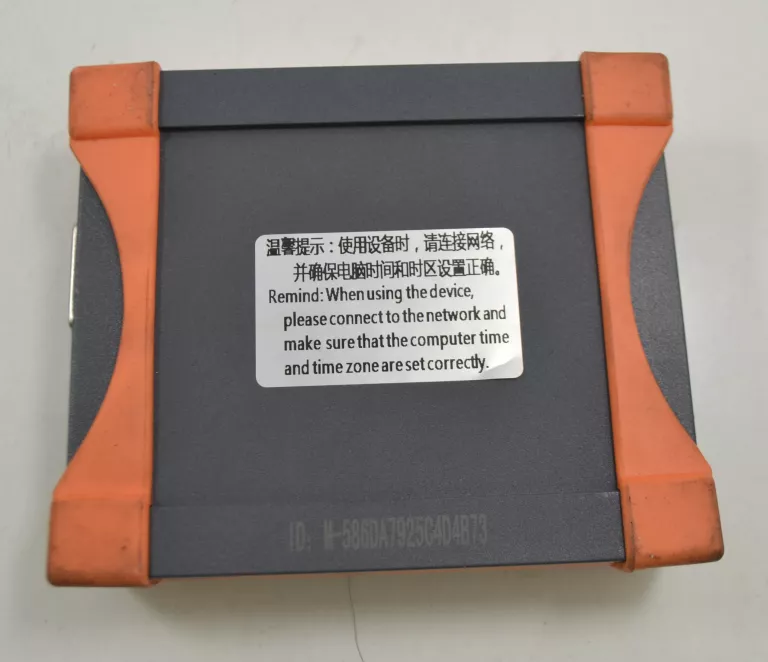 温馨提示：使用设备时，请连接网络，
并确保电脑时间和时区设置正确。
Remind: When using the device,
please connect to the network and
make sure that the computer time
and time zone are set correctly.
ID: M-586DA7925C4D4B73